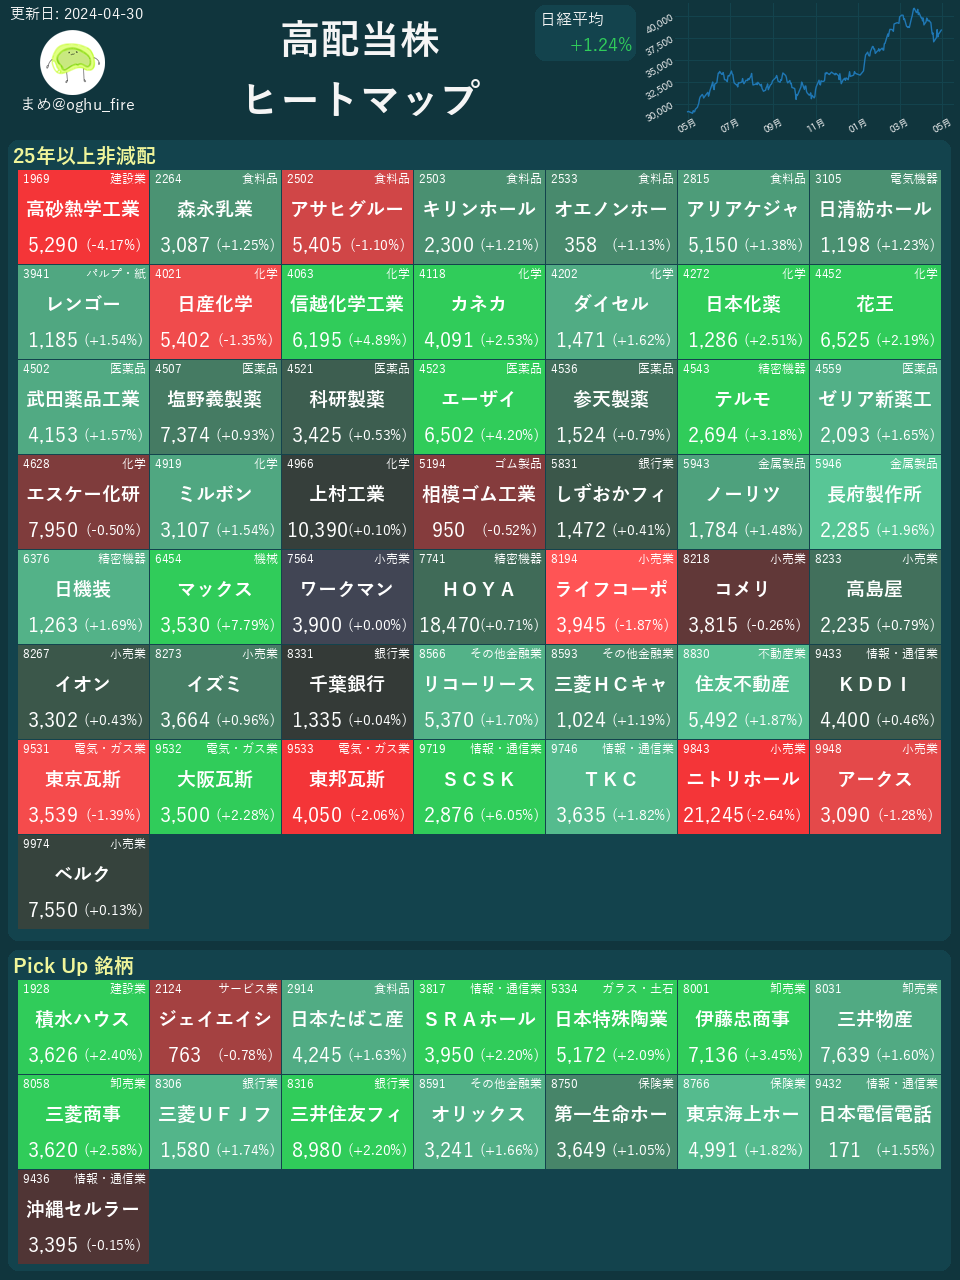 更新日: 2024-04-30
まめ@oghu_fire
高配当株
ヒートマップ
日経平均
+1.24%
40,000
37,500
35,000
32,500
30,000
05月 07月 09月 11月 01月 03月 05月
25年以上非減配
1969 建設業 2264 食料品 2502 食料品 2503 食料品 2533 食料品 2815 食料品 3105 電気機器
高砂熱学工業 森永乳業 アサヒグルー キリンホール オエノンホー アリアケジャ 日清紡ホール
5,290 (-4.17%) 3,087 (+1.25%) 5,405 (-1.10%) 2,300 (+1.21%) 358 (+1.13%) 5,150 (+1.38%) 1,198 (+1.23%)
3941 パルプ・紙 4021 化学 4063 化学 4118 化学 4202 化学 4272 化学 4452 化学
レンゴー 日産化学 信越化学工業 カネカ ダイセル 日本化薬 花王
1,185 (+1.54%) 5,402 (-1.35%) 6,195 (+4.89%) 4,091 (+2.53%) 1,471 (+1.62%) 1,286 (+2.51%) 6,525 (+2.19%)
4502 医薬品 4507 医薬品 4521 医薬品 4523 医薬品 4536 医薬品 4543 精密機器 4559 医薬品
武田薬品工業 塩野義製薬 科研製薬 エーザイ 参天製薬 テルモ ゼリア新薬工
4,153 (+1.57%) 7,374 (+0.93%) 3,425 (+0.53%) 6,502 (+4.20%) 1,524 (+0.79%) 2,694 (+3.18%) 2,093 (+1.65%)
4628 化学 4919 化学 4966 化学 5194 ゴム製品 5831 銀行業 5943 金属製品 5946 金属製品
エスケー化研 ミルボン 上村工業 相模ゴム工業 しずおかフィ ノーリツ 長府製作所
7,950 (-0.50%) 3,107 (+1.54%) 10,390(+0.10%) 950 (-0.52%) 1,472 (+0.41%) 1,784 (+1.48%) 2,285 (+1.96%)
6376 精密機器 6454 機械 7564 小売業 7741 精密機器 8194 小売業 8218 小売業 8233 小売業
日機装 マックス ワークマン ＨＯＹＡ ライフコーポ コメリ 高島屋
1,263 (+1.69%) 3,530 (+7.79%) 3,900 (+0.00%) 18,470(+0.71%) 3,945 (-1.87%) 3,815 (-0.26%) 2,235 (+0.79%)
8267 小売業 8273 小売業 8331 銀行業 8566 その他金融業 8593 その他金融業 8830 不動産業 9433 情報・通信業
イオン イズミ 千葉銀行 リコーリース 三菱ＨＣキャ 住友不動産 ＫＤＤＩ
3,302 (+0.43%) 3,664 (+0.96%) 1,335 (+0.04%) 5,370 (+1.70%) 1,024 (+1.19%) 5,492 (+1.87%) 4,400 (+0.46%)
9531 電気・ガス業 9532 電気・ガス業 9533 電気・ガス業 9719 情報・通信業 9746 情報・通信業 9843 小売業 9948 小売業
東京瓦斯 大阪瓦斯 東邦瓦斯 ＳＣＳＫ ＴＫＣ ニトリホール アークス
3,539 (-1.39%) 3,500 (+2.28%) 4,050 (-2.06%) 2,876 (+6.05%) 3,635 (+1.82%) 21,245(-2.64%) 3,090 (-1.28%)
9974 小売業
ベルク
7,550 (+0.13%)
Pick Up 銘柄
1928 建設業 2124 サービス業 2914 食料品 3817 情報・通信業 5334 ガラス・土石 8001 卸売業 8031 卸売業
積水ハウス ジェイエイシ 日本たばこ産 ＳＲＡホール 日本特殊陶業 伊藤忠商事 三井物産
3,626 (+2.40%) 763 (-0.78%) 4,245 (+1.63%) 3,950 (+2.20%) 5,172 (+2.09%) 7,136 (+3.45%) 7,639 (+1.60%)
8058 卸売業 8306 銀行業 8316 銀行業 8591 その他金融業 8750 保険業 8766 保険業 9432 情報・通信業
三菱商事 三菱ＵＦＪフ 三井住友フィ オリックス 第一生命ホー 東京海上ホー 日本電信電話
3,620 (+2.58%) 1,580 (+1.74%) 8,980 (+2.20%) 3,241 (+1.66%) 3,649 (+1.05%) 4,991 (+1.82%) 171 (+1.55%)
9436 情報・通信業
沖縄セルラー
3,395 (-0.15%)